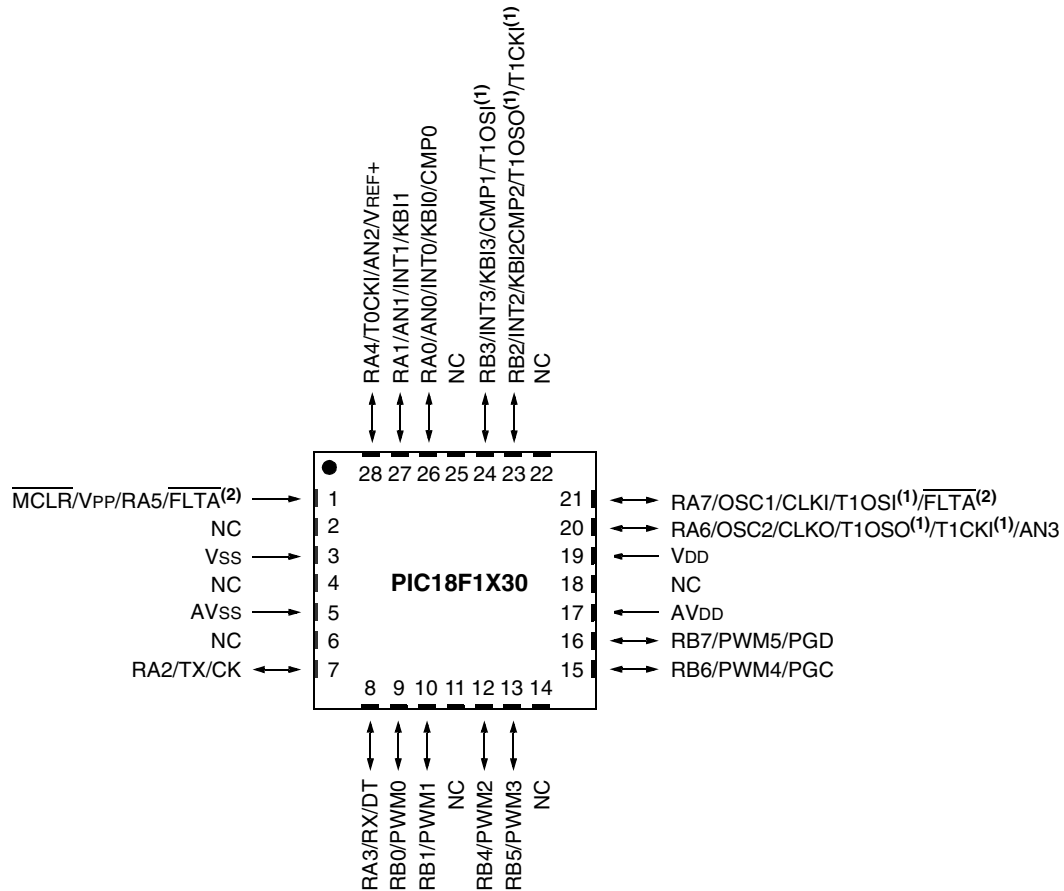 RA4/T0CKI/AN2/VREF+
RA1/AN1/INT1/KBI1
RA0/AN0/INT0/KBI0/CMP0
NC
RB3/INT3/KBI3/CMP1/T1OSI(1)
RB2/INT2/KBI2CMP2/T1OSO(1)/T1CKI(1)
NC
28 27 26 25 24 23 22
MCLR/VPP/RA5/FLTA(2) 1
NC 2
VSS 3
NC 4
AVSS 5
NC 6
RA2/TX/CK 7
PIC18F1X30
21 RA7/OSC1/CLKI/T1OSI(1)/FLTA(2)
20 RA6/OSC2/CLKO/T1OSO(1)/T1CKI(1)/AN3
19 VDD
18 NC
17 AVDD
16 RB7/PWM5/PGD
15 RB6/PWM4/PGC
8 9 10 11 12 13 14
RA3/RX/DT
RB0/PWM0
RB1/PWM1
NC
RB4/PWM2
RB5/PWM3
NC